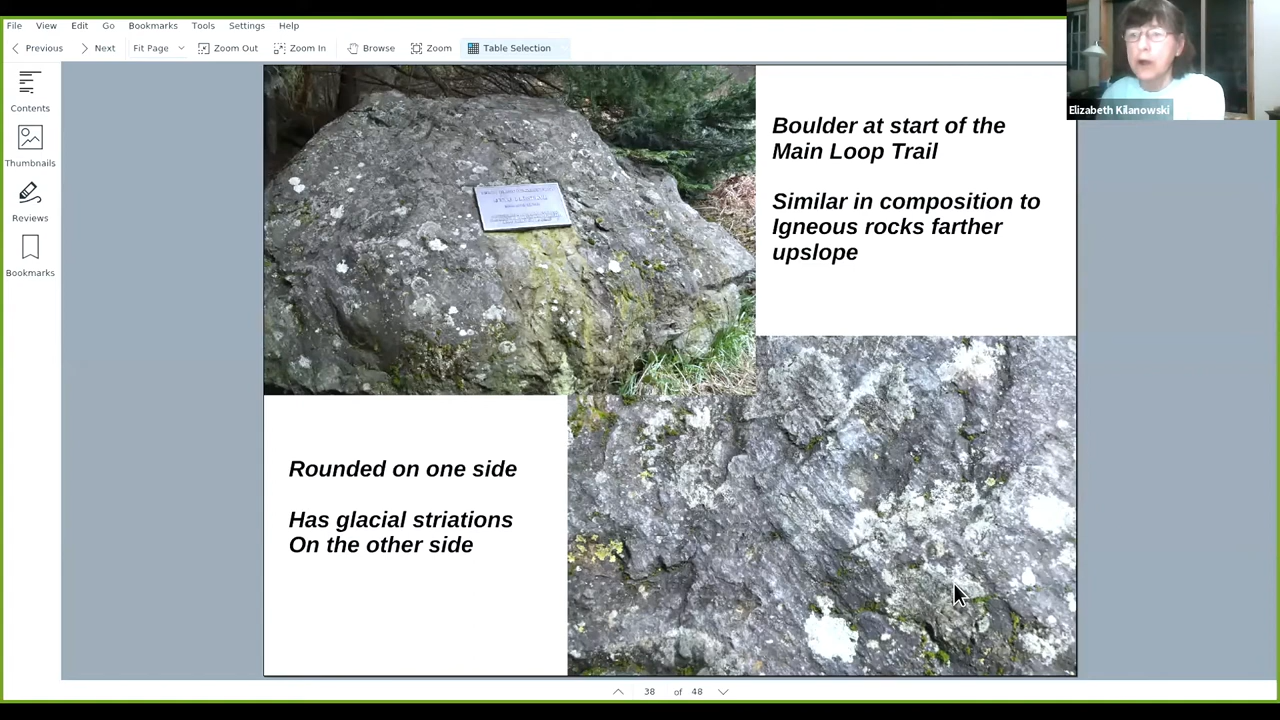 File View Edit Go Bookmarks Tools Settings Help
Previous Next Fit Page Zoom Out Zoom In Browse Zoom Table Selection
Contents
Thumbnails
Reviews
Bookmarks
Elizabeth Kilanowski
Boulder at start of the
Main Loop Trail
Similar in composition to
Igneous rocks farther
upslope
Rounded on one side
Has glacial striations
On the other side
38 of 48